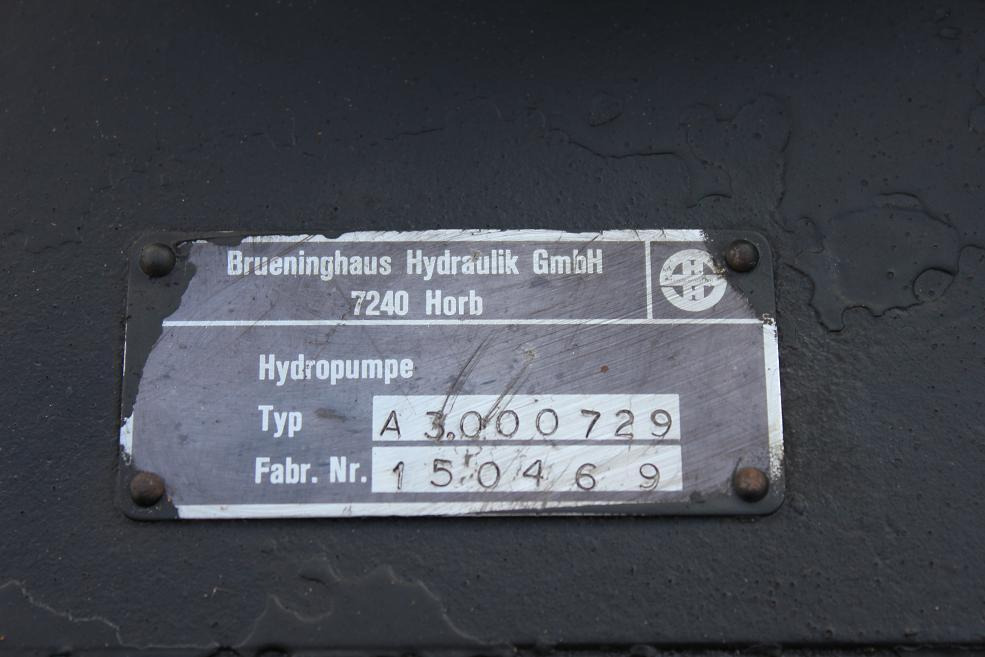 Brueninghaus Hydraulik GmbH
7240 Horb
Hydropumpe
Typ A 3.000729
Fabr. Nr. 150469